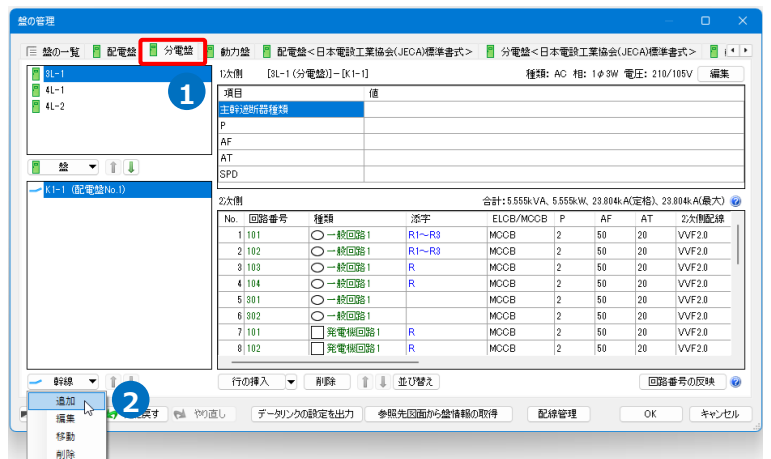 盤の管理
盤の一覧 配電盤 分電盤 動力盤 配電盤<日本電設工業協会(JECA)標準書式> 分電盤<日本電設工業協会(JECA)標準書式>
3L-1
4L-1
4L-2
1
盤
K1-1 (配電盤No.1)
幹線
1次側 [3L-1(分電盤)]-[K1-1] 種類: AC 相: 1φ3W 電圧: 210/105V 編集
項目 値
主幹遮断器種類
P
AF
AT
SPD
2次側 合計:5.555kVA、5.555kW、23.804kA(定格)、23.804kA(最大)
No. 回路番号 種類 添字 ELCB/MCCB P AF AT 2次側配線
1 101 一般回路1 R1~R3 MCCB 2 50 20 VVF2.0
2 102 一般回路1 R1~R3 MCCB 2 50 20 VVF2.0
3 103 一般回路1 R MCCB 2 50 20 VVF2.0
4 104 一般回路1 R MCCB 2 50 20 VVF2.0
5 301 一般回路1 MCCB 2 50 20 VVF2.0
6 302 一般回路1 MCCB 2 50 20 VVF2.0
7 101 発電機回路1 R MCCB 2 50 20 VVF2.0
8 102 発電機回路1 R MCCB 2 50 20 VVF2.0
行の挿入 削除 並び替え 回路番号の反映
追加
編集
移動
削除
2
戻す やり直し データリンクの設定を出力 参照先図面から盤情報の取得 配線管理 OK キャンセル